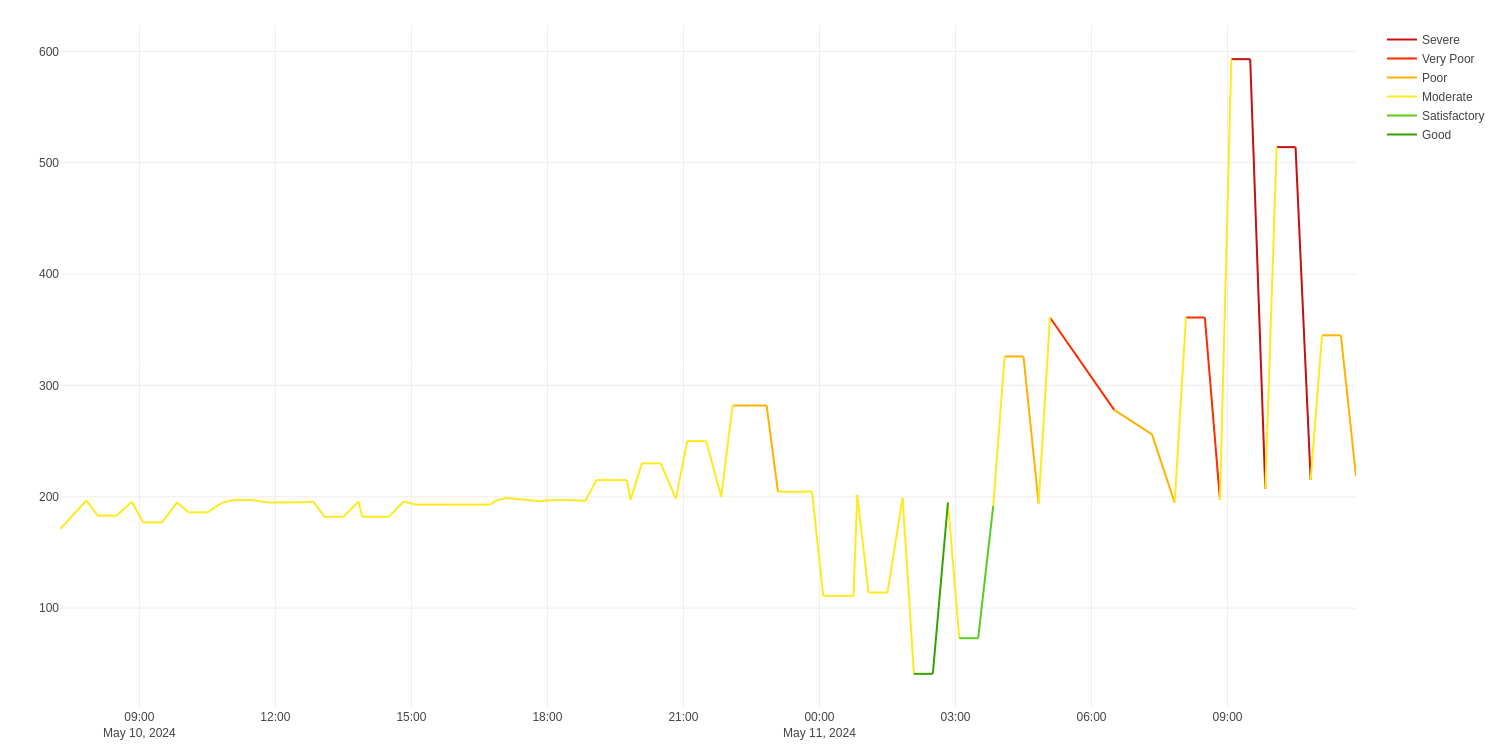 600
500
400
300
200
100
09:00
May 10, 2024
12:00
15:00
18:00
21:00
00:00
May 11, 2024
03:00
06:00
09:00
Severe
Very Poor
Poor
Moderate
Satisfactory
Good